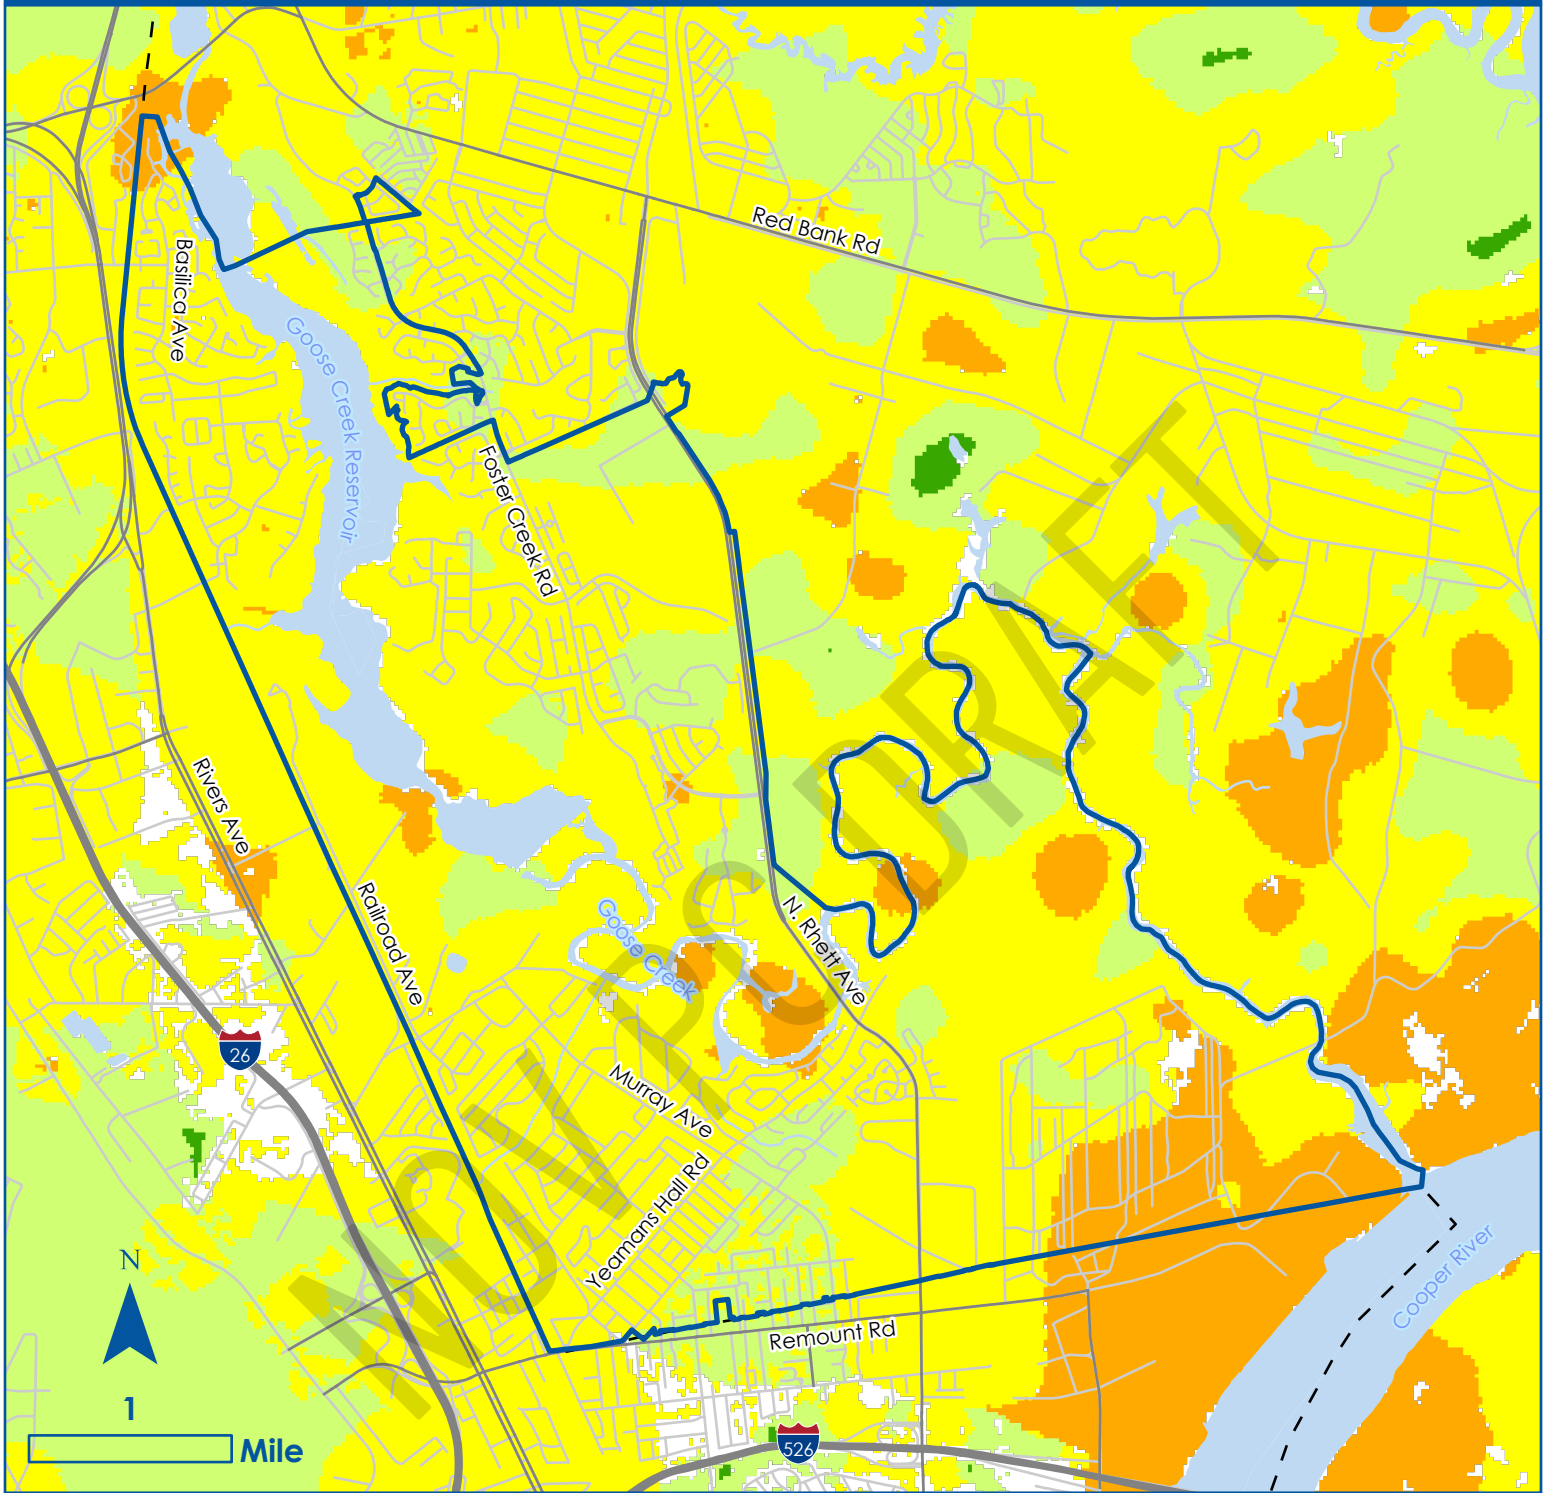 Red Bank Rd
Basilica Ave
Goose Creek Reservoir
Foster Creek Rd
Rivers Ave
Railroad Ave
N. Rhett Ave
Goose Creek
DRAFT
26
Murray Ave
Yeamans Hall Rd
N
Cooper River
Remount Rd
1
Mile
526